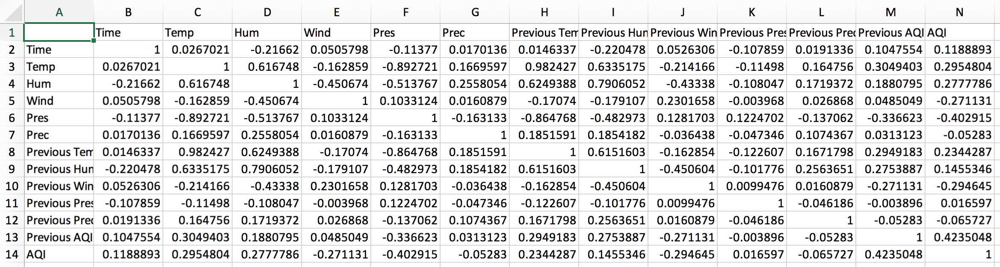 A B C D E F G H I J K L M N
1 Time Temp Hum Wind Pres Prec Previous Tem Previous Hun Previous Win Previous Pres Previous Prec Previous AQI AQI
2 Time 1 0.0267021 -0.21662 0.0505798 -0.11377 0.0170136 0.0146337 -0.220478 0.0526306 -0.107859 0.0191336 0.1047554 0.1188893
3 Temp 0.0267021 1 0.616748 -0.162859 -0.892721 0.1669597 0.982427 0.6335175 -0.214166 -0.11498 0.164756 0.3049403 0.2954804
4 Hum -0.21662 0.616748 1 -0.450674 -0.513767 0.2558054 0.6249388 0.7906052 -0.43338 -0.108047 0.1719372 0.1880795 0.2777786
5 Wind 0.0505798 -0.162859 -0.450674 1 0.1033124 0.0160879 -0.17074 -0.179107 0.2301658 -0.003968 0.026868 0.0485049 -0.271131
6 Pres -0.11377 -0.892721 -0.513767 0.1033124 1 -0.163133 -0.864768 -0.482973 0.1281703 0.1224702 -0.137062 -0.336623 -0.402915
7 Prec 0.0170136 0.1669597 0.2558054 0.0160879 -0.163133 1 0.1851591 0.1854182 -0.036438 -0.047346 0.1074367 0.0313123 -0.05283
8 Previous Tem 0.0146337 0.982427 0.6249388 -0.17074 -0.864768 0.1851591 1 0.6151603 -0.162854 -0.122607 0.1671798 0.2949183 0.2344287
9 Previous Hun -0.220478 0.6335175 0.7906052 -0.179107 -0.482973 0.1854182 0.6151603 1 -0.450604 -0.101776 0.2563651 0.2753887 0.1455346
10 Previous Win 0.0526306 -0.214166 -0.43338 0.2301658 0.1281703 -0.036438 -0.162854 -0.450604 1 0.0099476 0.0160879 -0.271131 -0.294645
11 Previous Pres -0.107859 -0.11498 -0.108047 -0.003968 0.1224702 -0.047346 -0.122607 -0.101776 0.0099476 1 -0.046186 -0.003896 0.016597
12 Previous Prec 0.0191336 0.164756 0.1719372 0.026868 -0.137062 0.1074367 0.1671798 0.2563651 0.0160879 -0.046186 1 -0.05283 -0.065727
13 Previous AQI 0.1047554 0.3049403 0.1880795 0.0485049 -0.336623 0.0313123 0.2949183 0.2753887 -0.271131 -0.003896 -0.05283 1 0.4235048
14 AQI 0.1188893 0.2954804 0.2777786 -0.271131 -0.402915 -0.05283 0.2344287 0.1455346 -0.294645 0.016597 -0.065727 0.4235048 1